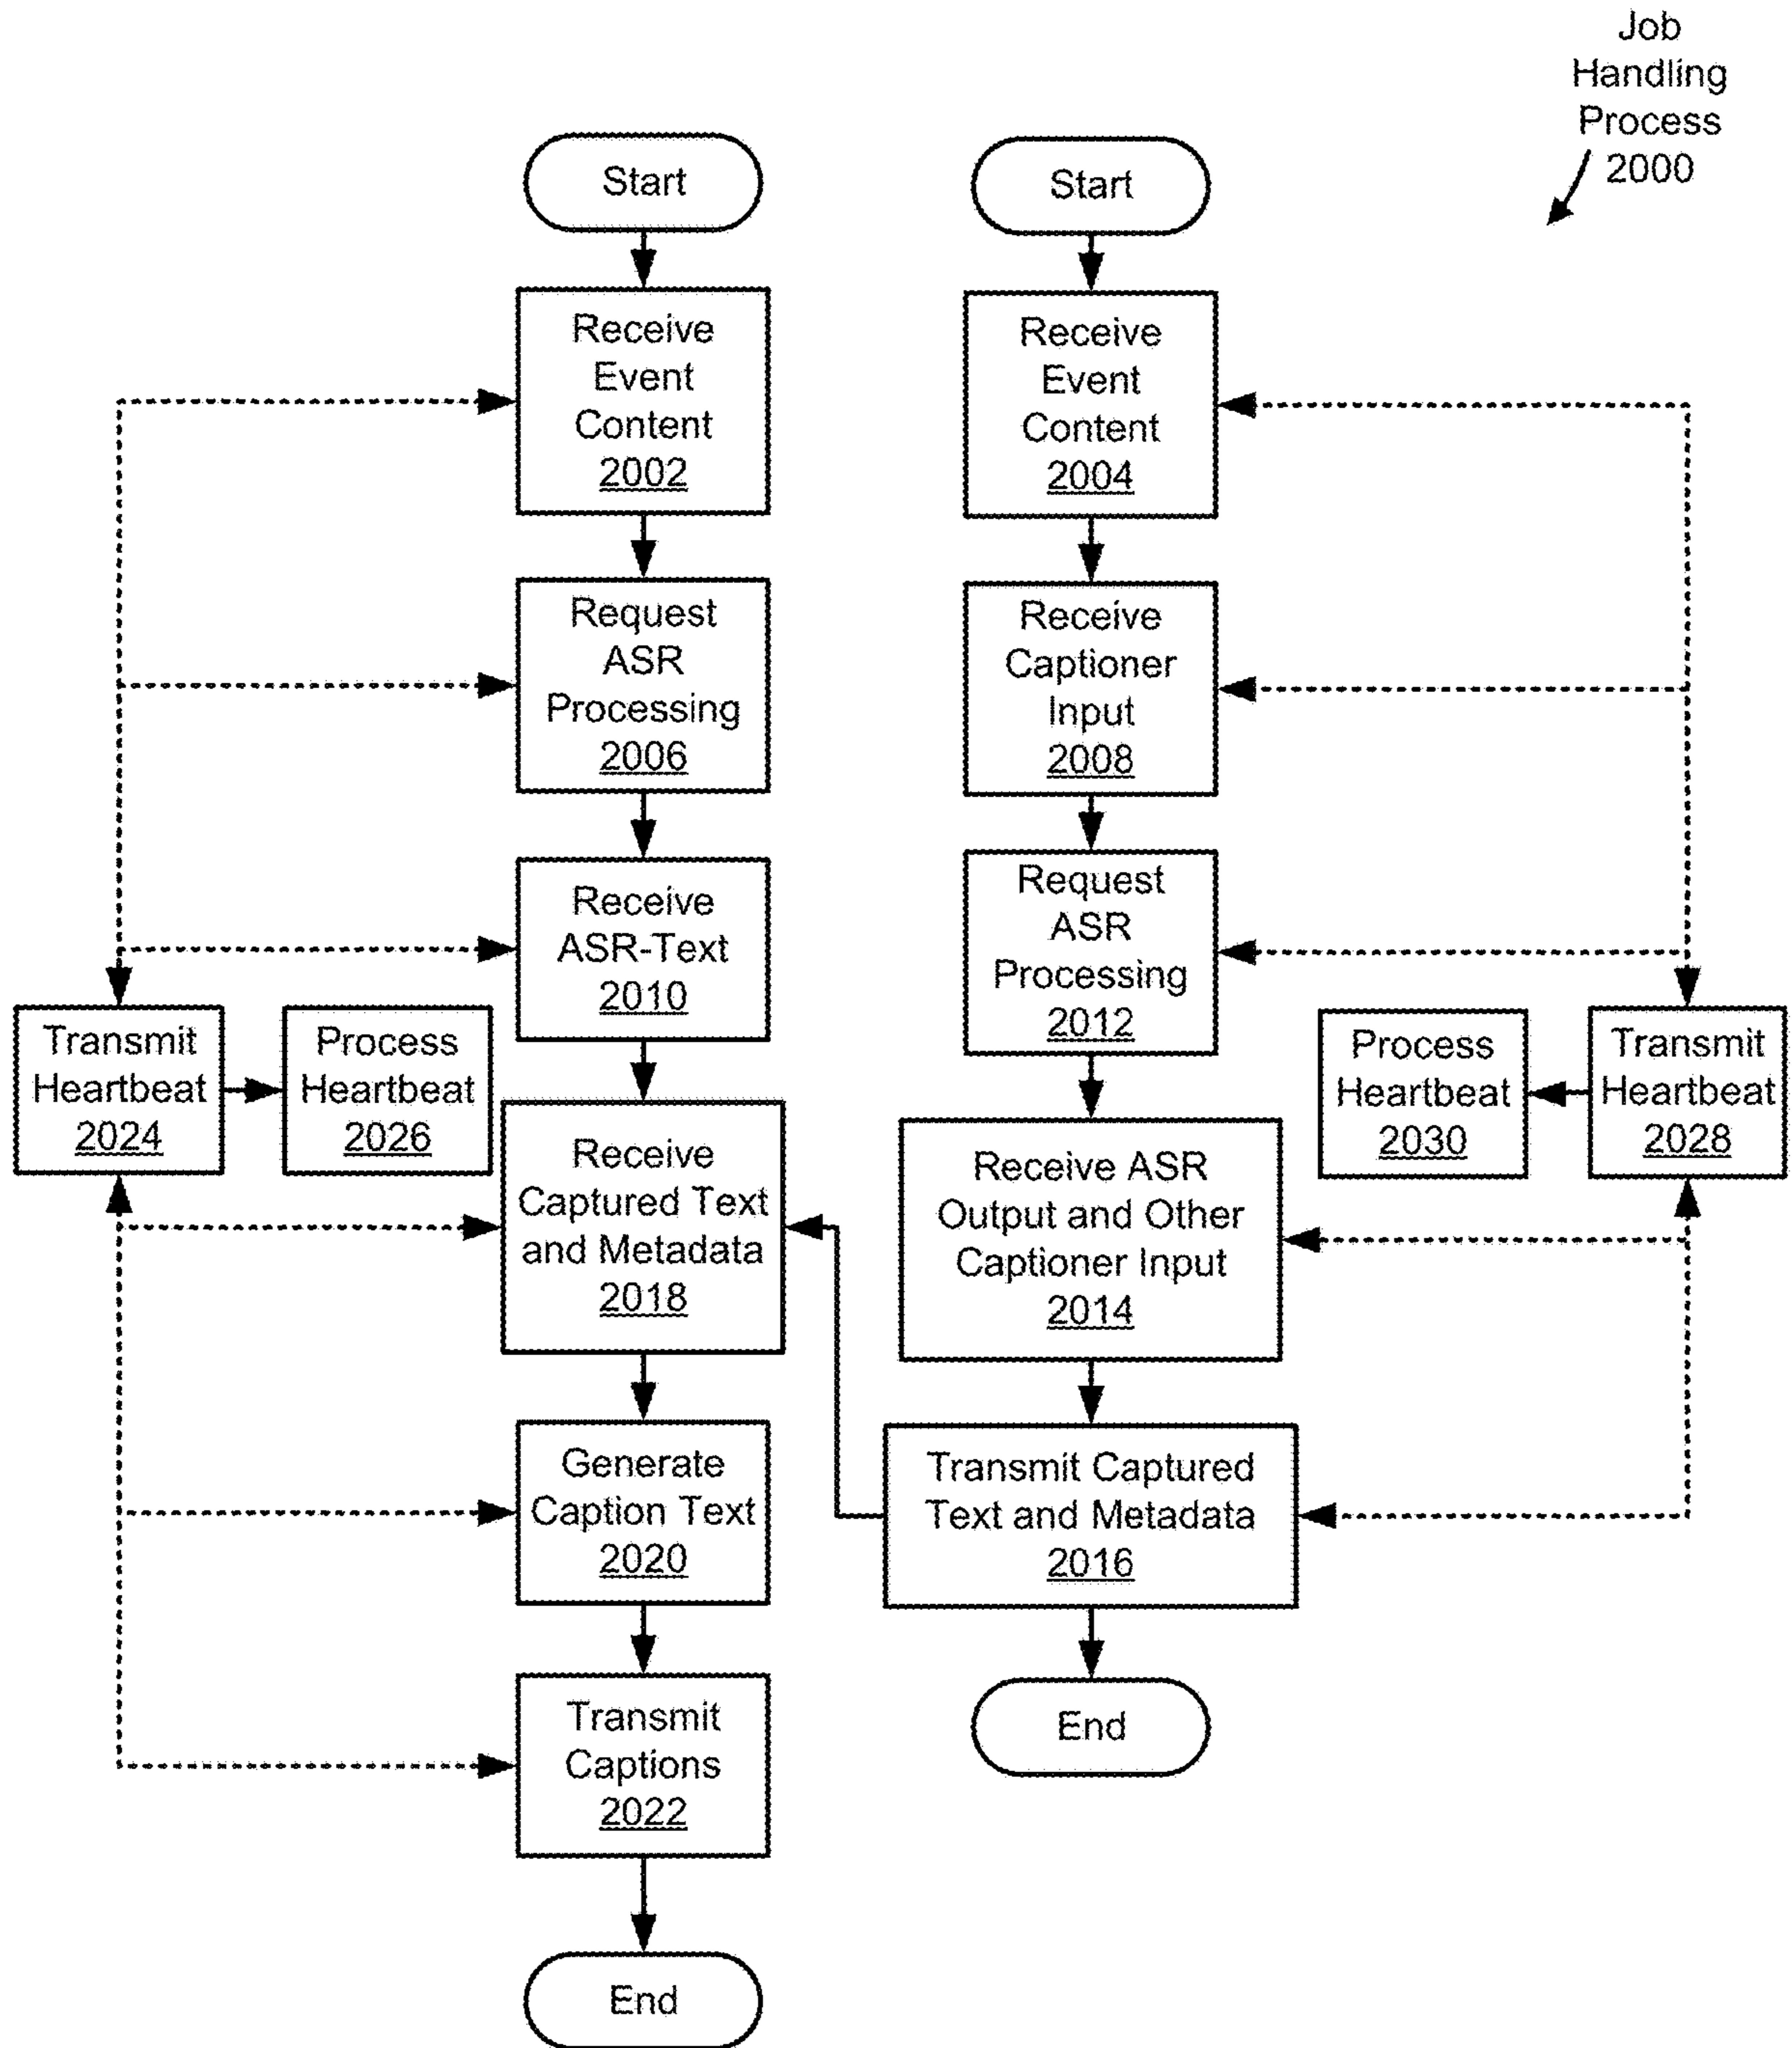 Job
Handling
Process
2000
Start
Receive
Event
Content
2002
Request
ASR
Processing
2006
Receive
ASR-Text
2010
Transmit
Heartbeat
2024
Process
Heartbeat
2026
Receive
Captured Text
and Metadata
2018
Generate
Caption Text
2020
Transmit
Captions
2022
End
Start
Receive
Event
Content
2004
Receive
Captioner
Input
2008
Request
ASR
Processing
2012
Process
Heartbeat
2030
Transmit
Heartbeat
2028
Receive ASR
Output and Other
Captioner Input
2014
Transmit Captured
Text and Metadata
2016
End